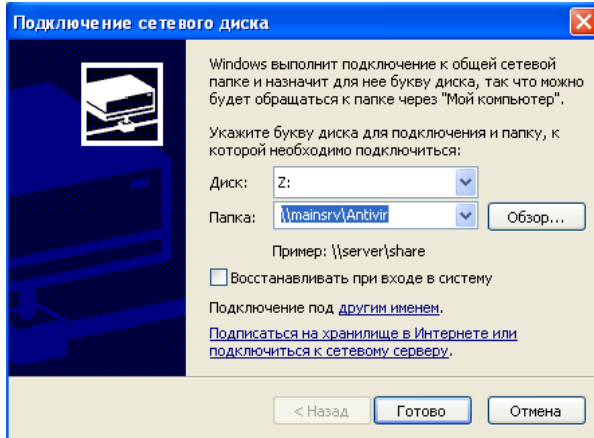 Подключение сетевого диска
Windows выполнит подключение к общей сетевой
папке и назначит для нее букву диска, так что можно
будет обращаться к папке через "Мой компьютер".
Укажите букву диска для подключения и папку, к
которой необходимо подключиться:
Диск: Z:
Папка: \\mainsrv\Antivir Обзор...
Пример: \\server\share
Восстанавливать при входе в систему
Подключение под другим именем.
Подписаться на хранилище в Интернете или
подключиться к сетевому серверу.
< Назад Готово Отмена